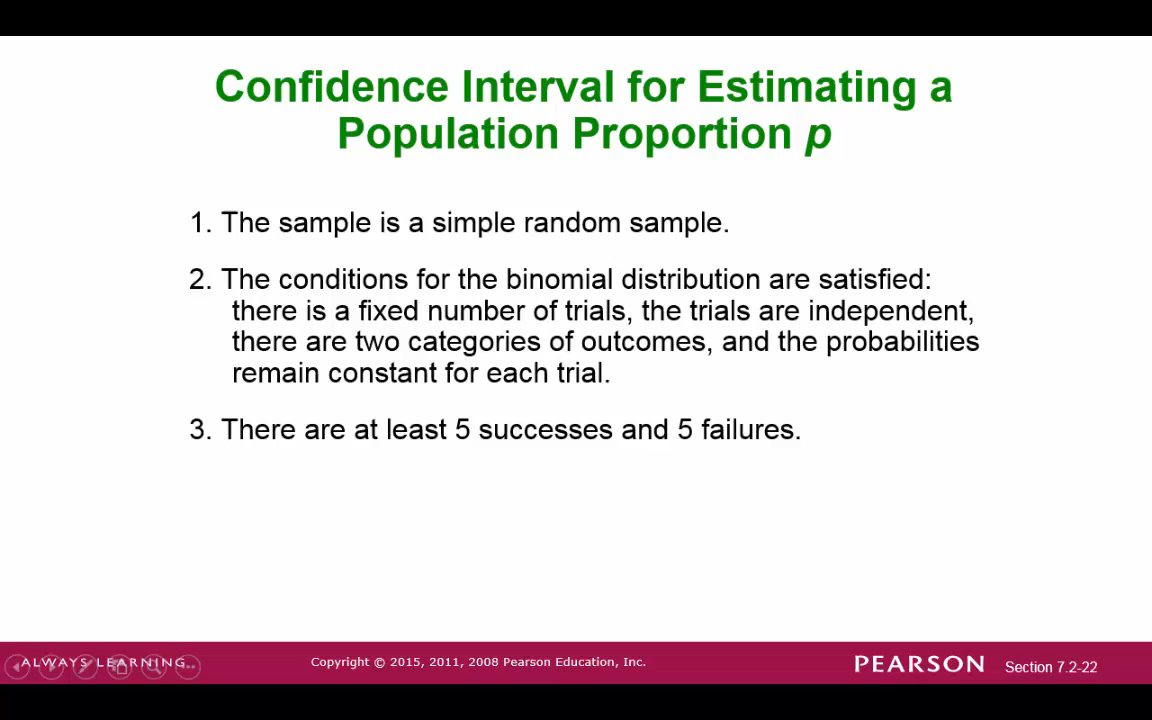 Confidence Interval for Estimating a
Population Proportion p
1. The sample is a simple random sample.
2. The conditions for the binomial distribution are satisfied:
there is a fixed number of trials, the trials are independent,
there are two categories of outcomes, and the probabilities
remain constant for each trial.
3. There are at least 5 successes and 5 failures.
ALWAYS LEARNING
Copyright © 2015, 2011, 2008 Pearson Education, Inc.
PEARSON
Section 7.2-22